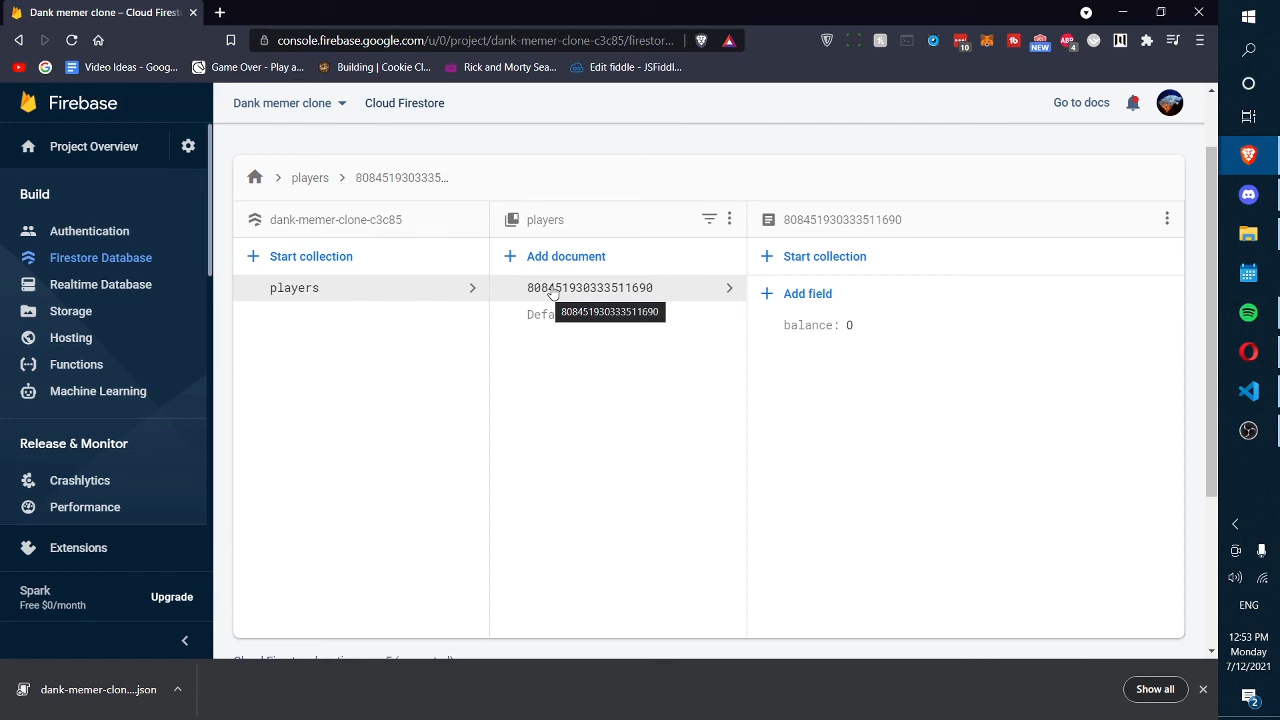 Dank memer clone – Cloud Firest
console.firebase.google.com/u/0/project/dank-memer-clone-c3c85/firestor...
10
NEW
4
Video Ideas - Goog...
Game Over - Play a...
Building | Cookie Cl...
Rick and Morty Sea...
Edit fiddle - JSFiddl...
Firebase
Dank memer clone
Cloud Firestore
Go to docs
Project Overview
Build
Authentication
Firestore Database
Realtime Database
Storage
Hosting
Functions
Machine Learning
Release & Monitor
Crashlytics
Performance
Extensions
Spark
Free $0/month
Upgrade
players
8084519303335...
dank-memer-clone-c3c85
Start collection
players
players
Add document
808451930333511690
808451930333511690
Defa
808451930333511690
Start collection
Add field
balance: 0
dank-memer-clon....json
Show all
ENG
12:53 PM
Monday
7/12/2021
2